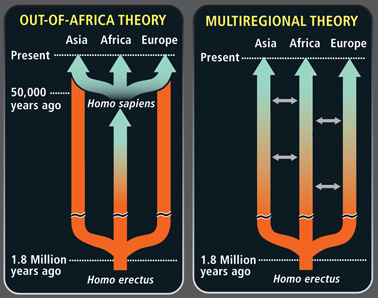 OUT-OF-AFRICA THEORY
Asia Africa Europe
Present
50,000
years ago
Homo sapiens
1.8 Million
years ago
Homo erectus
MULTIREGIONAL THEORY
Asia Africa Europe
Present
1.8 Million
years ago
Homo erectus